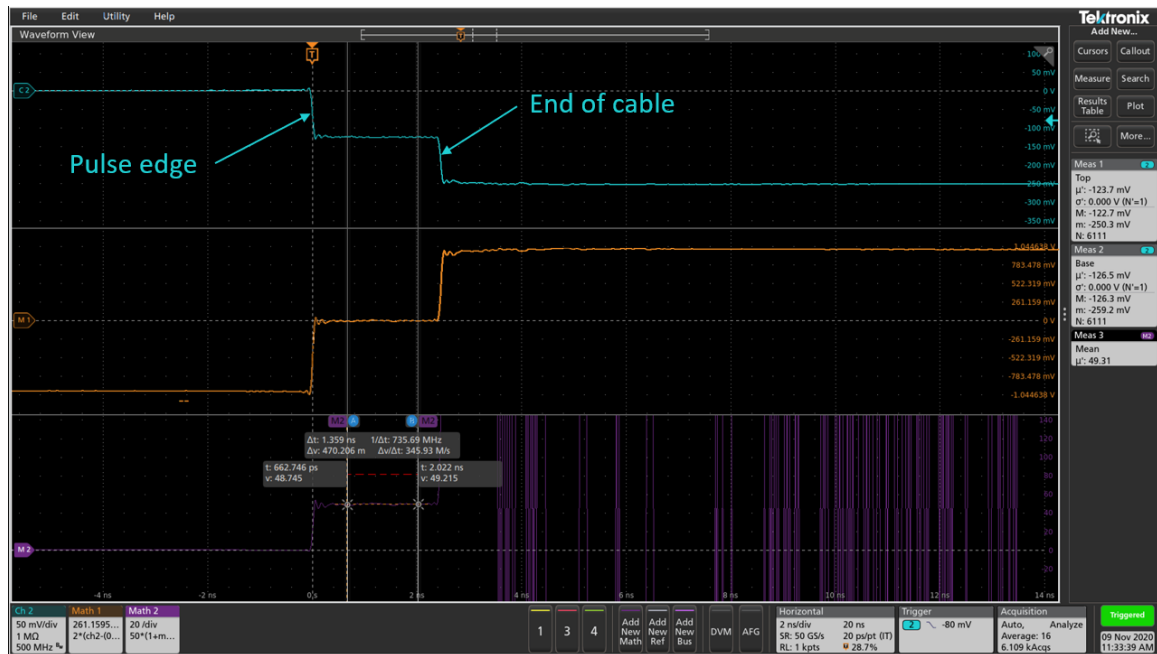 File Edit Utility Help
Tektronix
Waveform View
Add New...
Cursors Callout
Measure Search
Results Table Plot
More...
T
T
C 2
100
50 mV
0 V
-50 mV
-100 mV
-150 mV
-200 mV
-250 mV
-300 mV
-350 mV
Pulse edge
End of cable
M 1
1.044638 V
783.478 mV
522.319 mV
261.159 mV
0 V
-261.159 mV
-522.319 mV
-783.478 mV
-1.044638 V
Meas 1 2
Top
µ': -123.7 mV
σ': 0.000 V (N'=1)
M: -122.7 mV
m: -250.3 mV
N: 6111
Meas 2 2
Base
µ': -126.5 mV
σ': 0.000 V (N'=1)
M: -126.3 mV
m: -259.2 mV
N: 6111
Meas 3 M2
Mean
µ': 49.31
M2 A B M2
Δt: 1.359 ns 1/Δt: 735.69 MHz
Δv: 470.206 m Δv/Δt: 345.93 M/s
t: 662.746 ps
v: 48.745
t: 2.022 ns
v: 49.215
M 2
140
120
100
80
60
40
20
0
-20
-4 ns -2 ns 0 s 2 ns 4 ns 6 ns 8 ns 10 ns 12 ns 14 ns
Ch 2
50 mV/div
1 MΩ
500 MHz
Math 1
261.1595...
2*(ch2-(0...
Math 2
20 /div
50*(1+m...
1 3 4
Add New Math
Add New Ref
Add New Bus
DVM AFG
Horizontal
2 ns/div 20 ns
SR: 50 GS/s 20 ps/pt (IT)
RL: 1 kpts 28.7%
Trigger
2 -80 mV
Acquisition
Auto, Analyze
Average: 16
6.109 kAcqs
Triggered
09 Nov 2020
11:33:39 AM